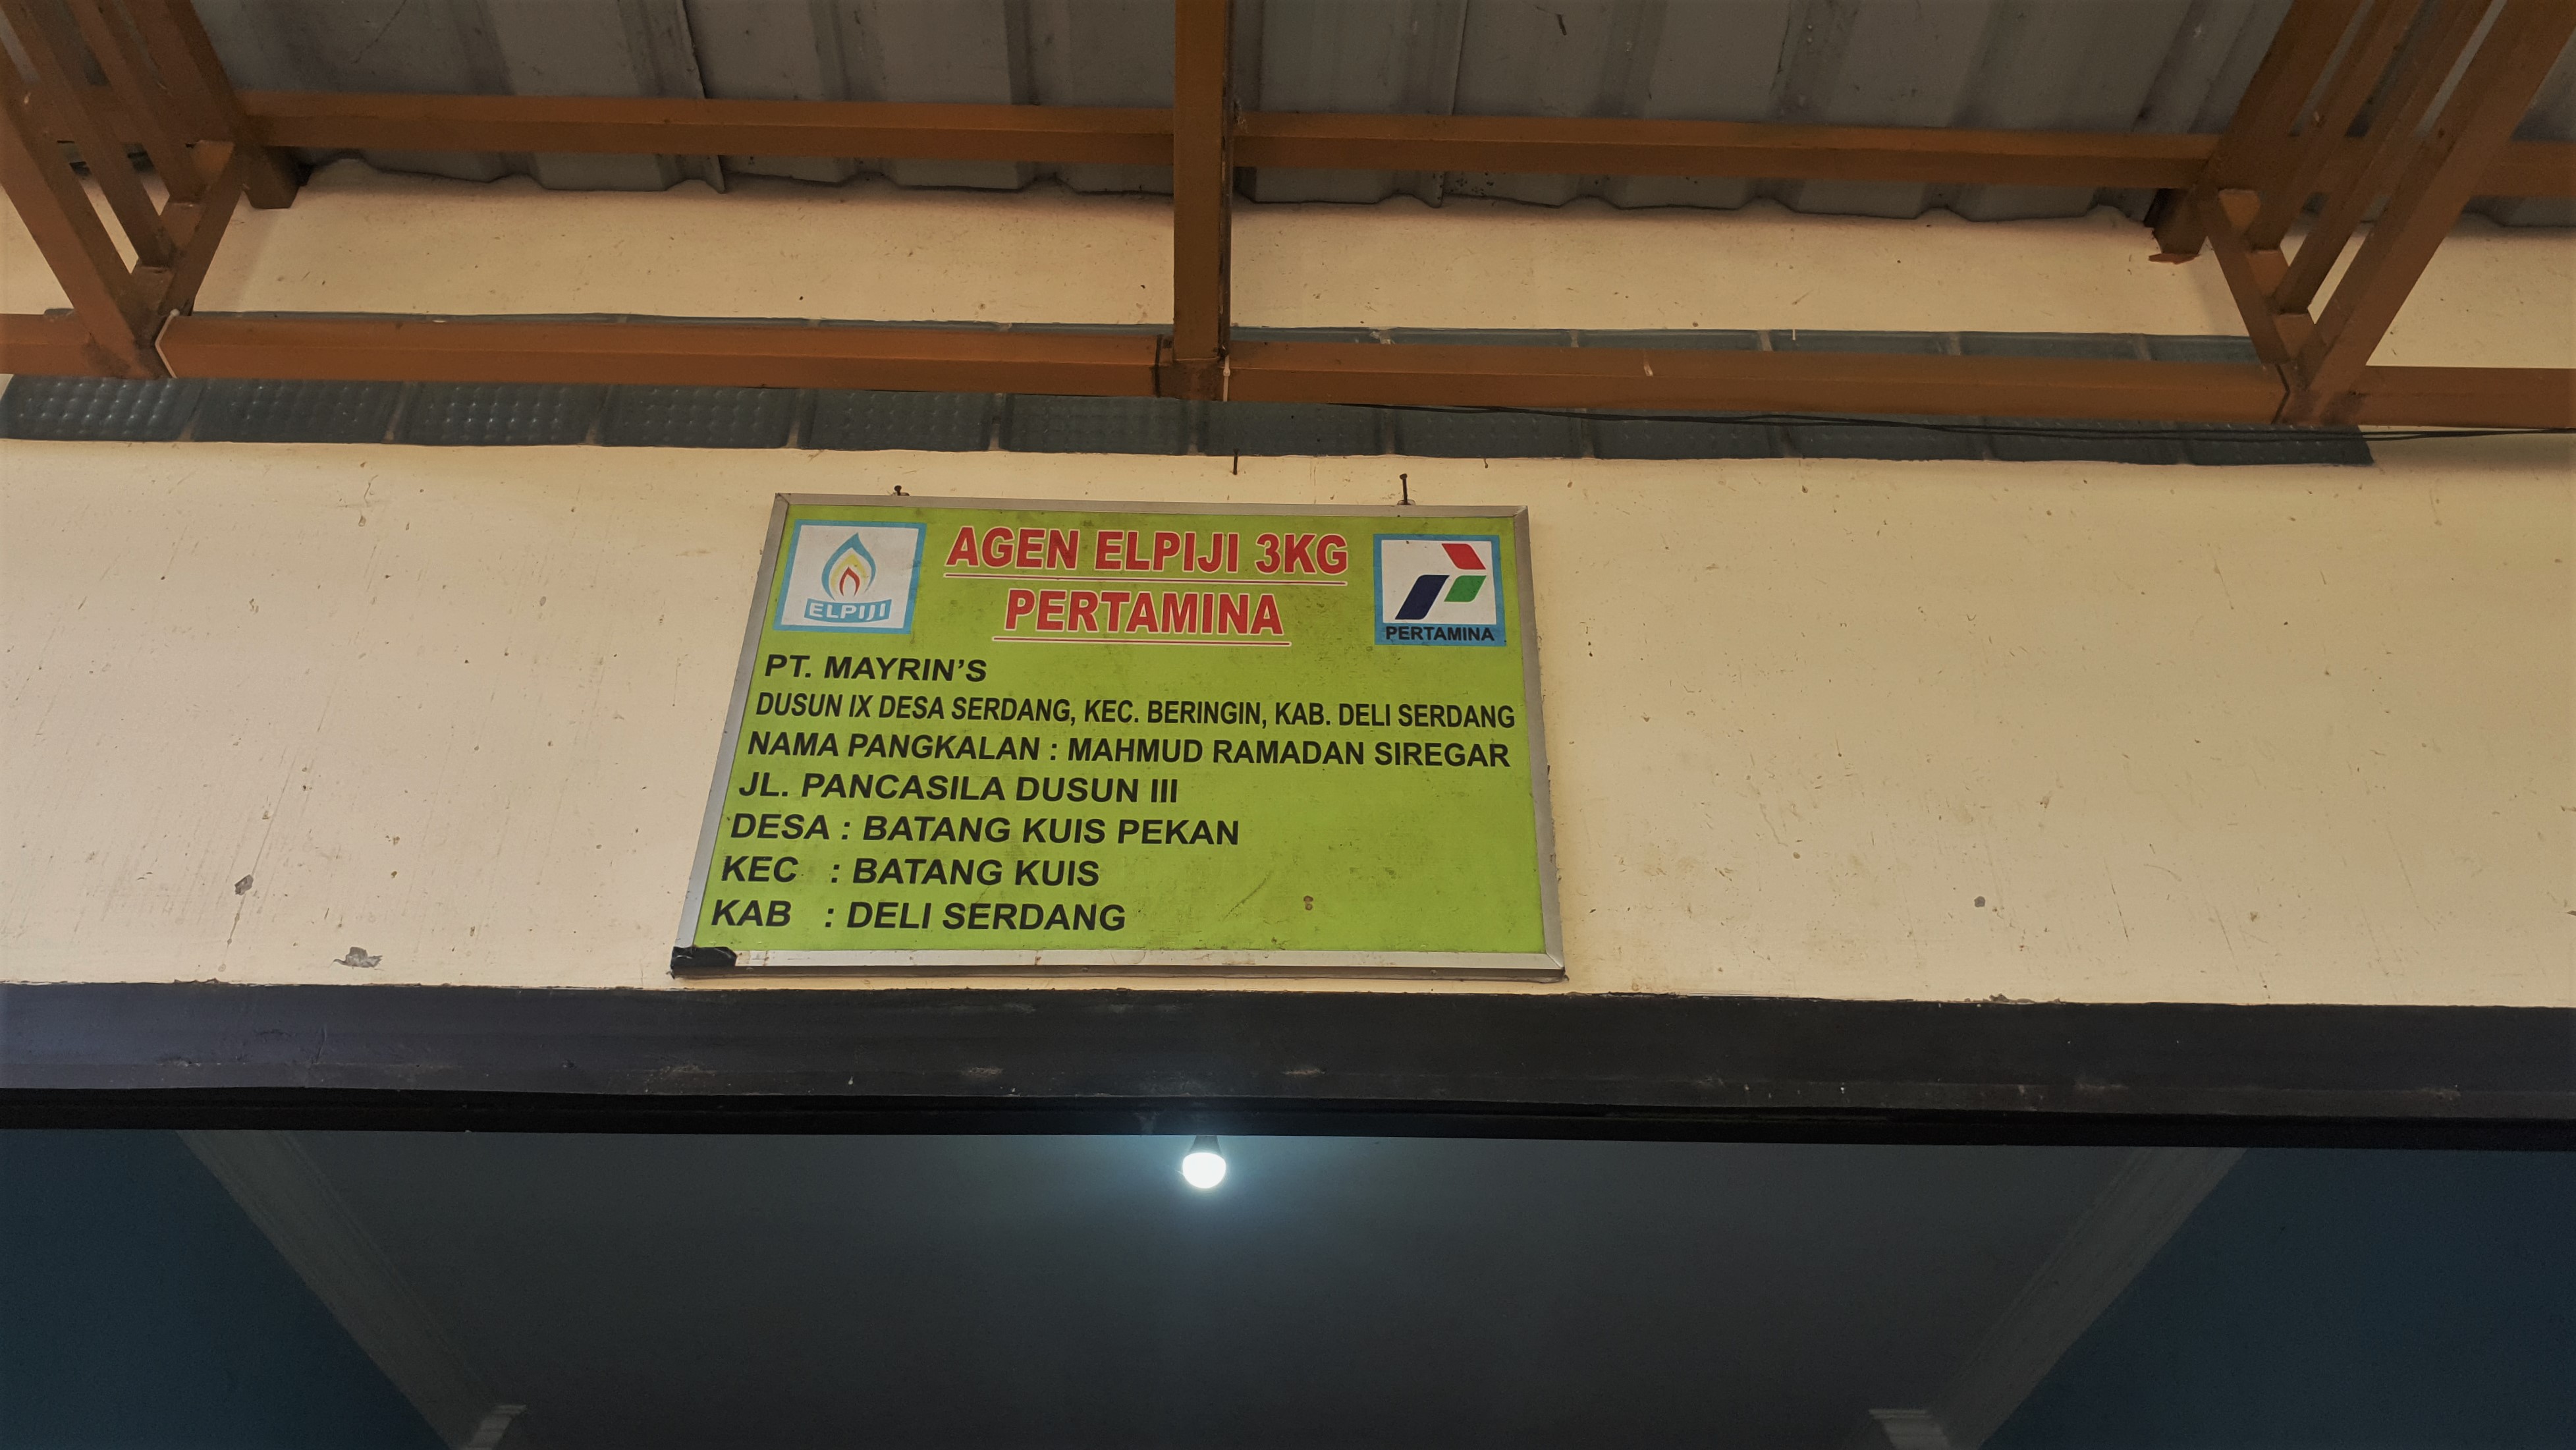 AGEN ELPIJI 3KG
PERTAMINA
ELPIJI
PERTAMINA
PT. MAYRIN'S
DUSUN IX DESA SERDANG, KEC. BERINGIN, KAB. DELI SERDANG
NAMA PANGKALAN : MAHMUD RAMADAN SIREGAR
JL. PANCASILA DUSUN III
DESA : BATANG KUIS PEKAN
KEC : BATANG KUIS
KAB : DELI SERDANG